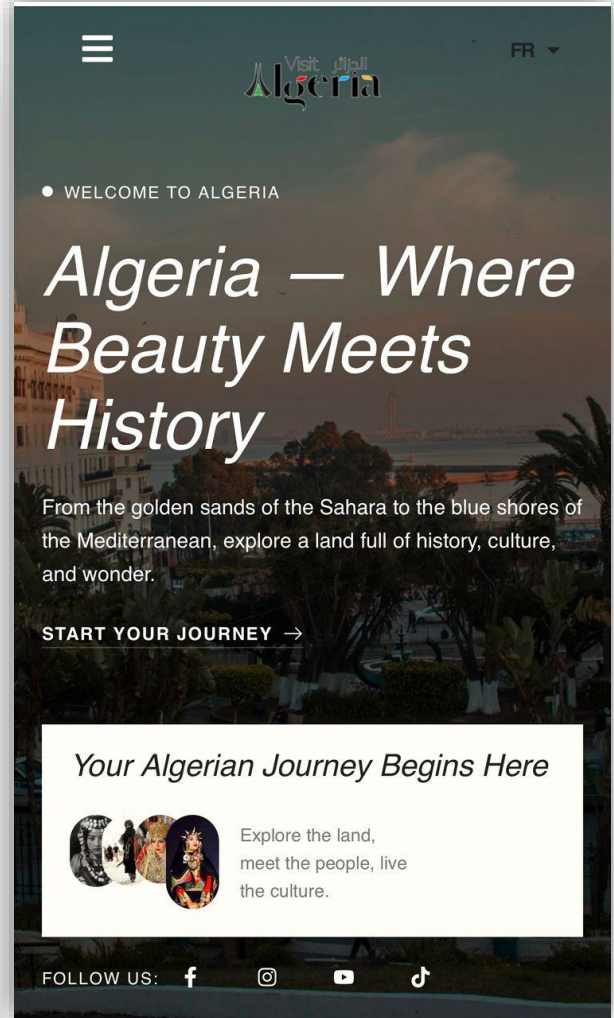 FR
Visit الجزائر
Algeria
WELCOME TO ALGERIA
Algeria — Where
Beauty Meets
History
From the golden sands of the Sahara to the blue shores of
the Mediterranean, explore a land full of history, culture,
and wonder.
START YOUR JOURNEY →
Your Algerian Journey Begins Here
Explore the land,
meet the people, live
the culture.
FOLLOW US: